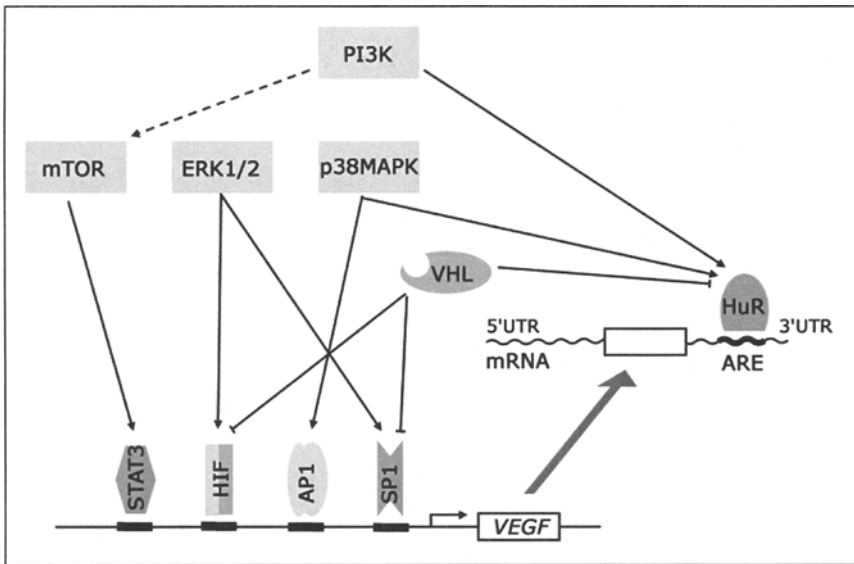 PI3K
mTOR
ERK1/2
p38MAPK
VHL
HuR
5'UTR
3'UTR
mRNA
ARE
STAT3
HIF
AP1
SP1
VEGF